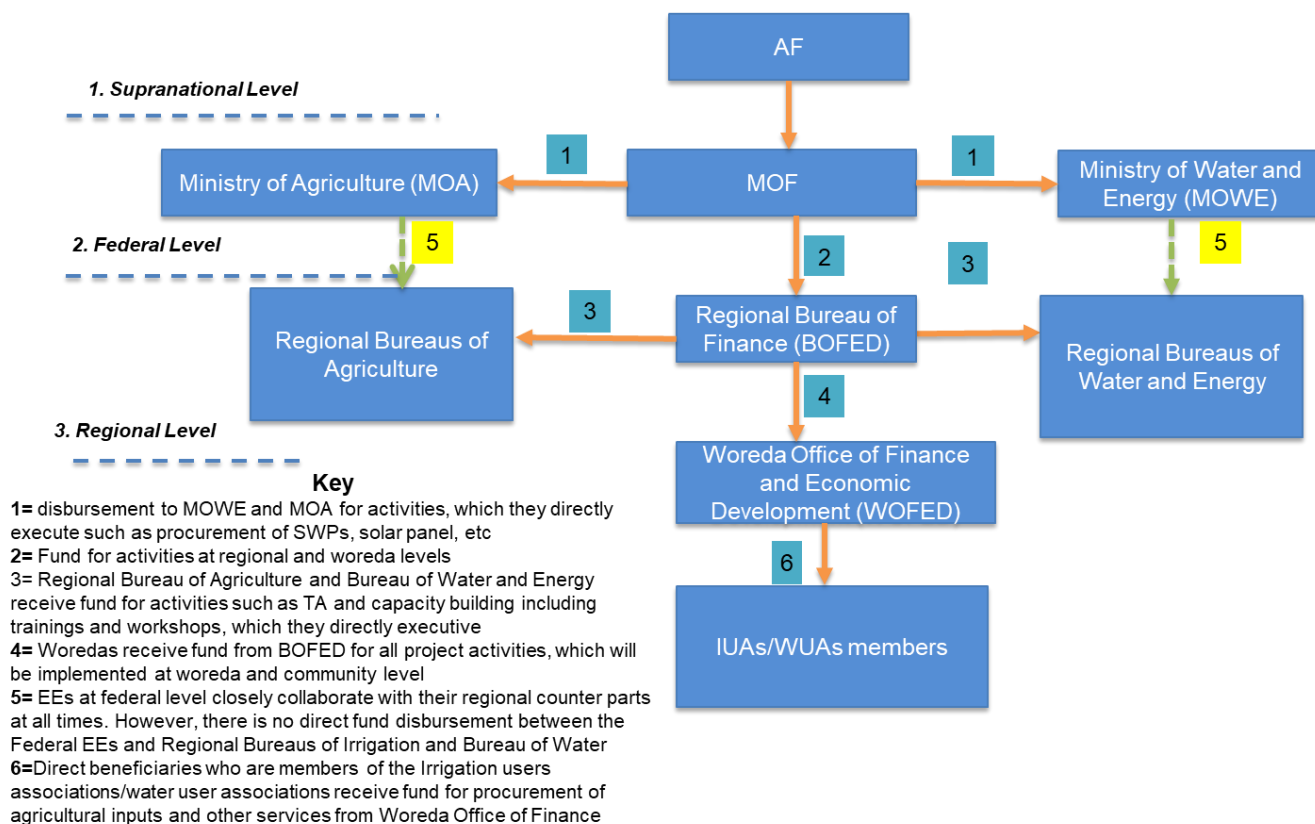 AF
1. Supranational Level
1
1
Ministry of Agriculture (MOA)
MOF
Ministry of Water and
Energy (MOWE)
2. Federal Level
5
2
3
5
3
Regional Bureaus of
Agriculture
Regional Bureau of
Finance (BOFED)
Regional Bureaus of
Water and Energy
4
3. Regional Level
Woreda Office of Finance
and Economic
Development (WOFED)
6
IUAs/WUAs members
Key
1= disbursement to MOWE and MOA for activities, which they directly
execute such as procurement of SWPs, solar panel, etc
2= Fund for activities at regional and woreda levels
3= Regional Bureau of Agriculture and Bureau of Water and Energy
receive fund for activities such as TA and capacity building including
trainings and workshops, which they directly executive
4= Woredas receive fund from BOFED for all project activities, which will
be implemented at woreda and community level
5= EEs at federal level closely collaborate with their regional counter parts
at all times. However, there is no direct fund disbursement between the
Federal EEs and Regional Bureaus of Irrigation and Bureau of Water
6=Direct beneficiaries who are members of the Irrigation users
associations/water user associations receive fund for procurement of
agricultural inputs and other services from Woreda Office of Finance